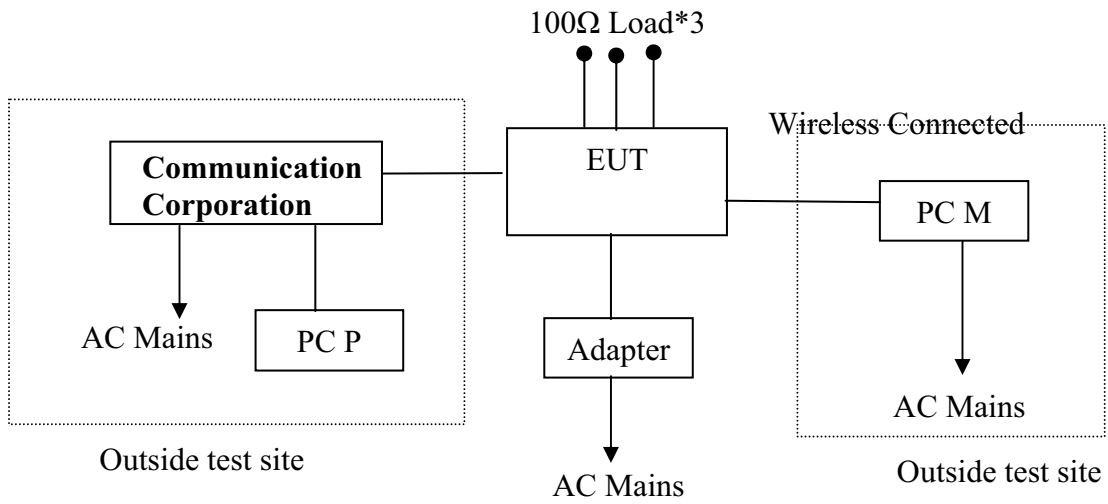 100Ω Load*3
Wireless Connected
EUT
Communication
Corporation
PC M
AC Mains
PC P
Adapter
AC Mains
Outside test site
AC Mains
Outside test site